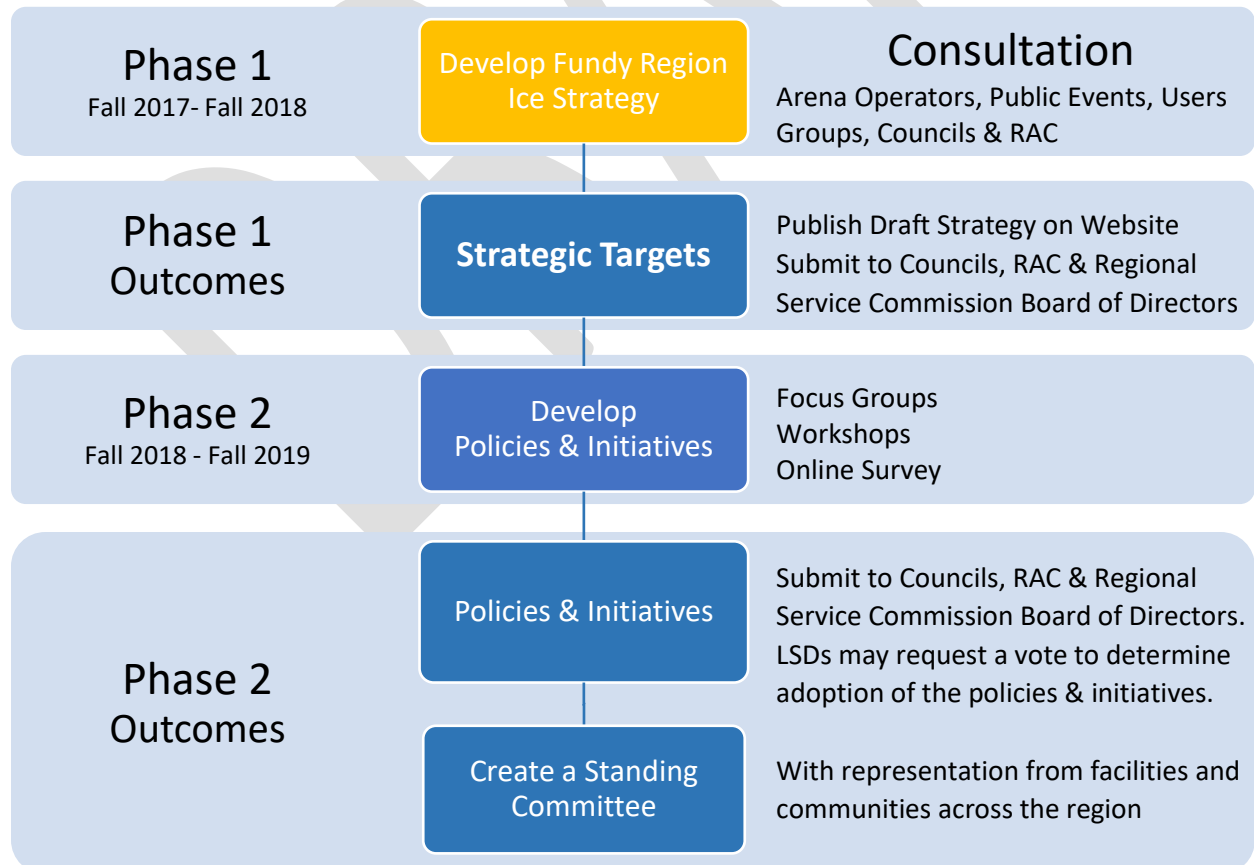 Phase 1
Fall 2017- Fall 2018
Develop Fundy Region
Ice Strategy
Consultation
Arena Operators, Public Events, Users
Groups, Councils & RAC
Phase 1
Outcomes
Strategic Targets
Publish Draft Strategy on Website
Submit to Councils, RAC & Regional
Service Commission Board of Directors
Phase 2
Fall 2018 - Fall 2019
Develop
Policies & Initiatives
Focus Groups
Workshops
Online Survey
Phase 2
Outcomes
Policies & Initiatives
Submit to Councils, RAC & Regional
Service Commission Board of Directors.
LSDs may request a vote to determine
adoption of the policies & initiatives.
Create a Standing
Committee
With representation from facilities and
communities across the region